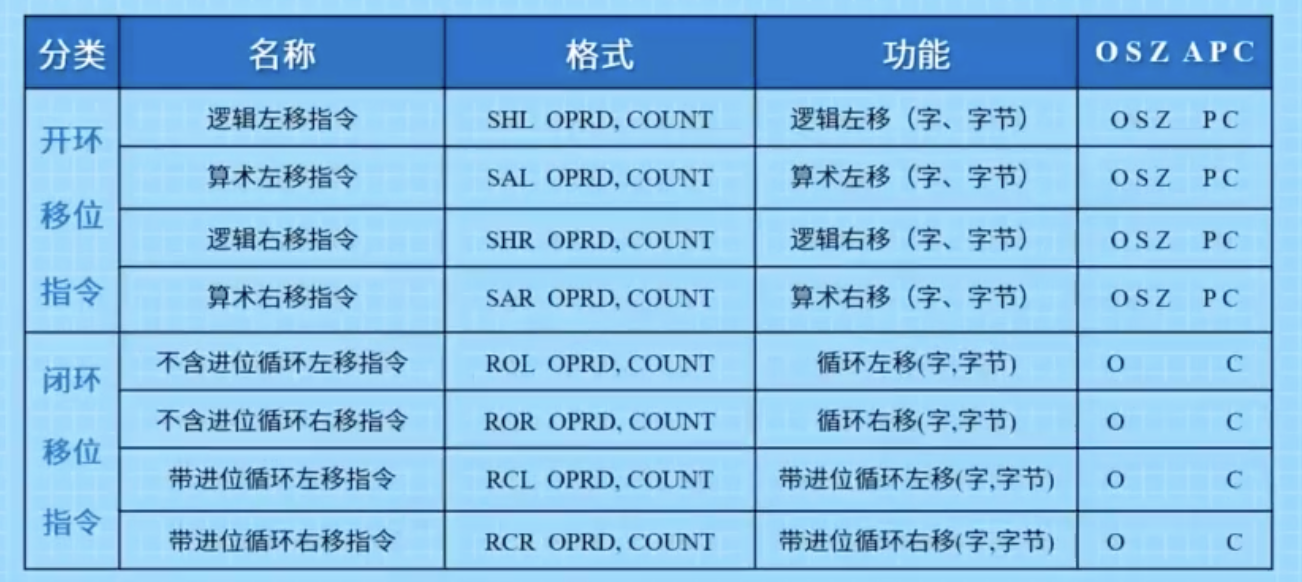 分类 名称 格式 功能 O S Z A P C
开环移位指令
逻辑左移指令 SHL OPRD, COUNT 逻辑左移（字、字节） O S Z P C
算术左移指令 SAL OPRD, COUNT 算术左移（字、字节） O S Z P C
逻辑右移指令 SHR OPRD, COUNT 逻辑右移（字、字节） O S Z P C
算术右移指令 SAR OPRD, COUNT 算术右移（字、字节） O S Z P C
闭环移位指令
不含进位循环左移指令 ROL OPRD, COUNT 循环左移(字,字节) O C
不含进位循环右移指令 ROR OPRD, COUNT 循环右移(字,字节) O C
带进位循环左移指令 RCL OPRD, COUNT 带进位循环左移(字,字节) O C
带进位循环右移指令 RCR OPRD, COUNT 带进位循环右移(字,字节) O C